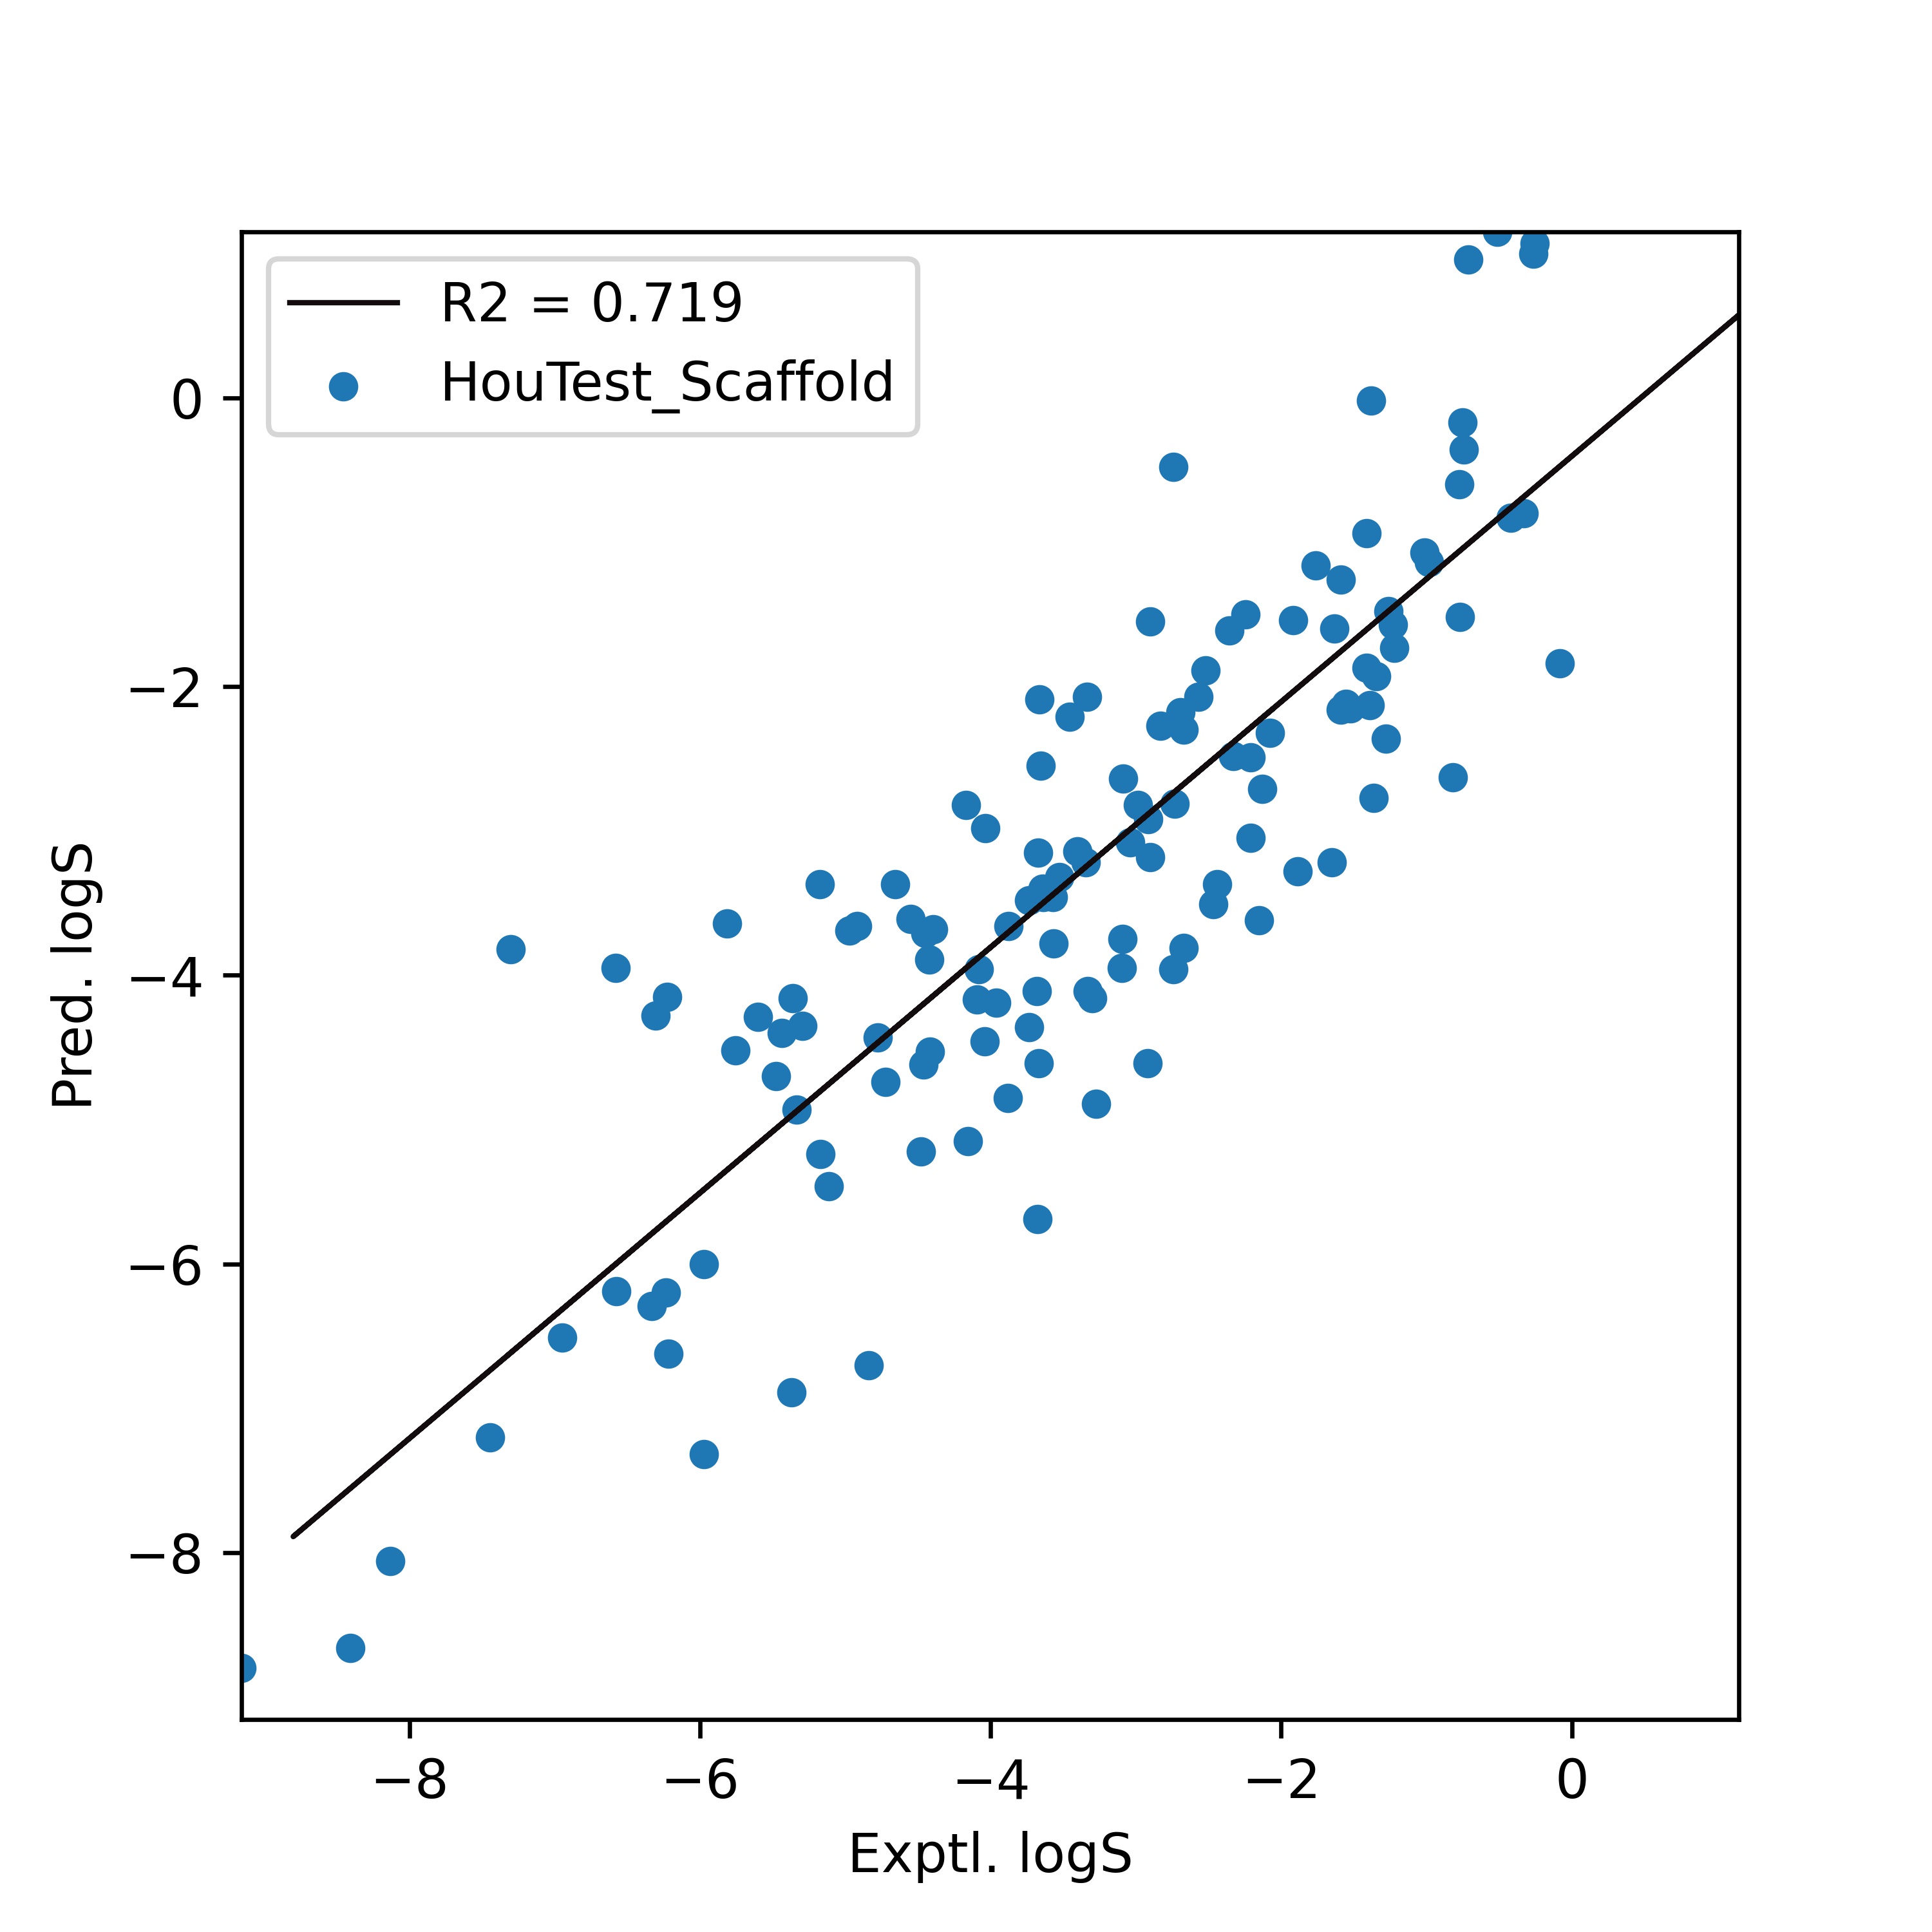 R2 = 0.719
HouTest_Scaffold
0
−2
−4
−6
−8
Pred. logS
−8 −6 −4 −2 0
Exptl. logS